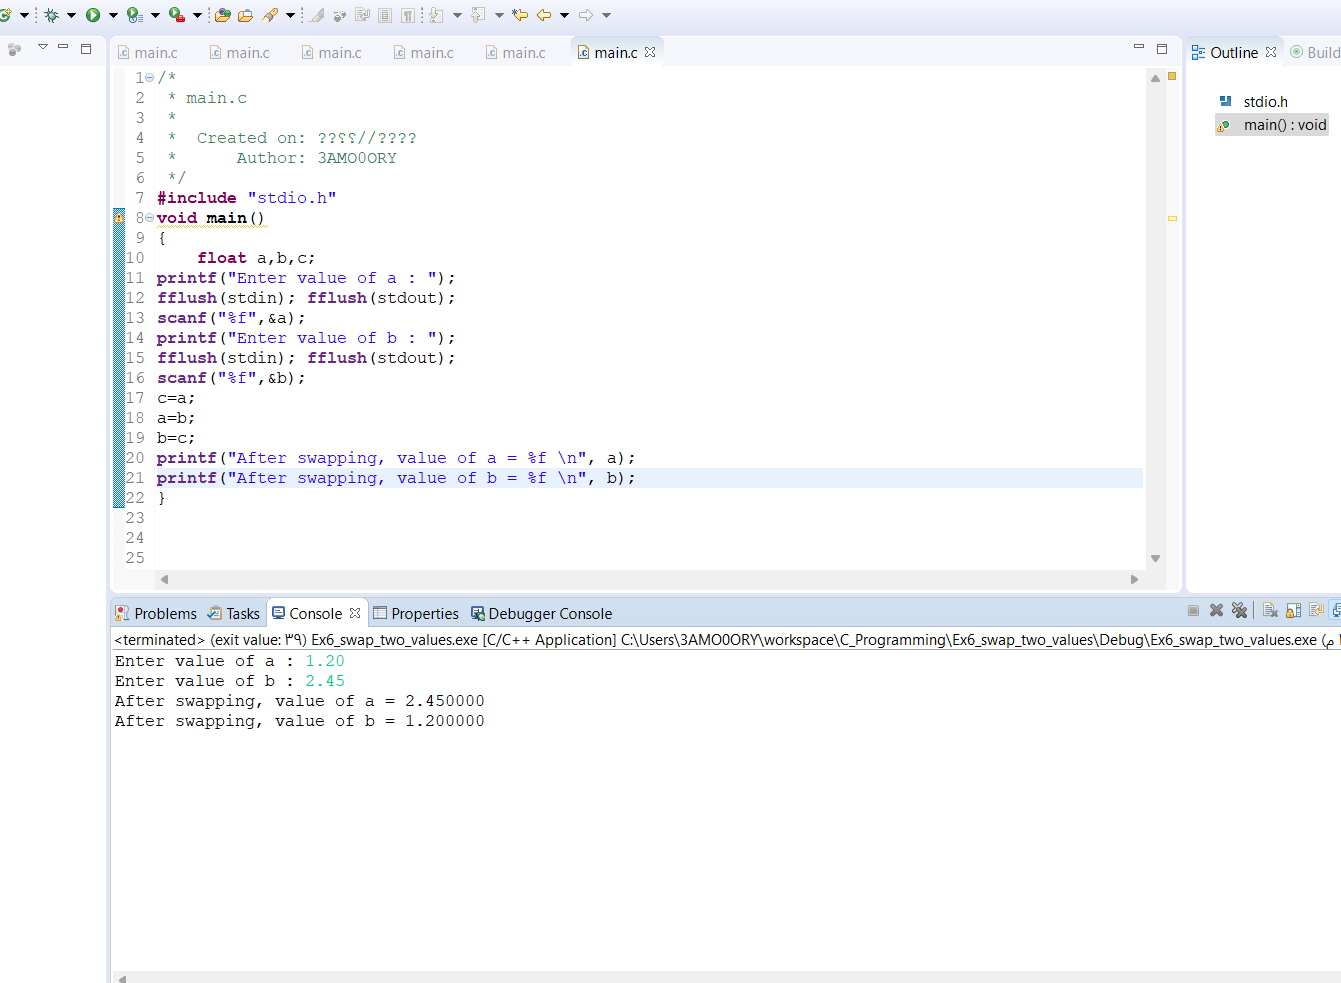 main.c
main.c
main.c
main.c
main.c
main.c
Outline
Build
stdio.h
main() : void
1 /*
2  * main.c
3  *
4  *  Created on: ??؟؟//????
5  *      Author: 3AMO0ORY
6  */
7 #include "stdio.h"
8 void main()
9 {
10     float a,b,c;
11 printf("Enter value of a : ");
12 fflush(stdin); fflush(stdout);
13 scanf("%f",&a);
14 printf("Enter value of b : ");
15 fflush(stdin); fflush(stdout);
16 scanf("%f",&b);
17 c=a;
18 a=b;
19 b=c;
20 printf("After swapping, value of a = %f \n", a);
21 printf("After swapping, value of b = %f \n", b);
22 }
23
24
25
Problems
Tasks
Console
Properties
Debugger Console
<terminated> (exit value: ٣٩) Ex6_swap_two_values.exe [C/C++ Application] C:\Users\3AMO0ORY\workspace\C_Programming\Ex6_swap_two_values\Debug\Ex6_swap_two_values.exe (م
Enter value of a : 1.20
Enter value of b : 2.45
After swapping, value of a = 2.450000
After swapping, value of b = 1.200000